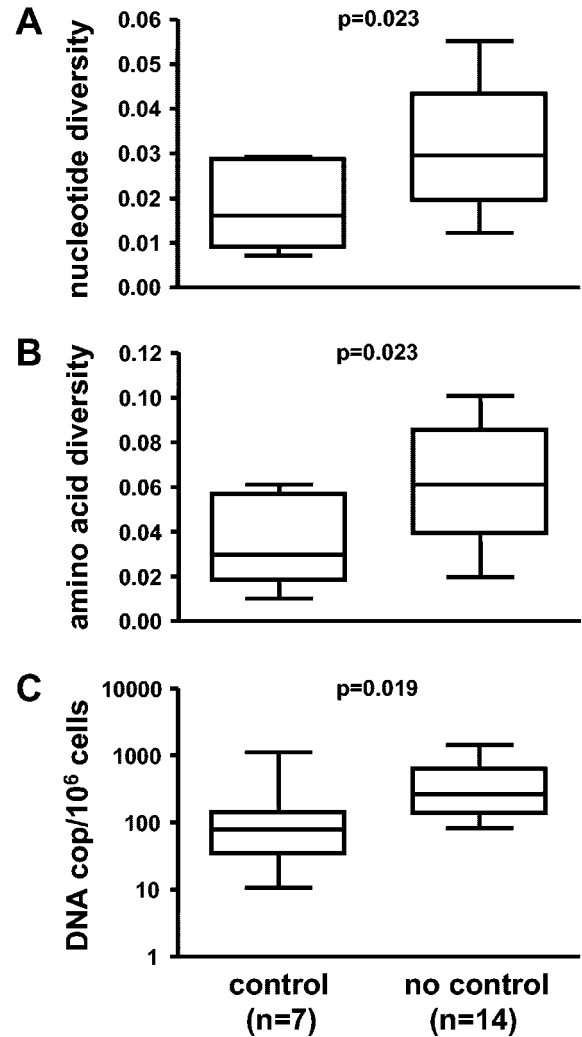 A
p=0.023
nucleotide diversity
0.06
0.05
0.04
0.03
0.02
0.01
0.00
B
p=0.023
amino acid diversity
0.12
0.10
0.08
0.06
0.04
0.02
0.00
C
p=0.019
DNA cop/10⁶ cells
10000
1000
100
10
1
control
(n=7)
no control
(n=14)